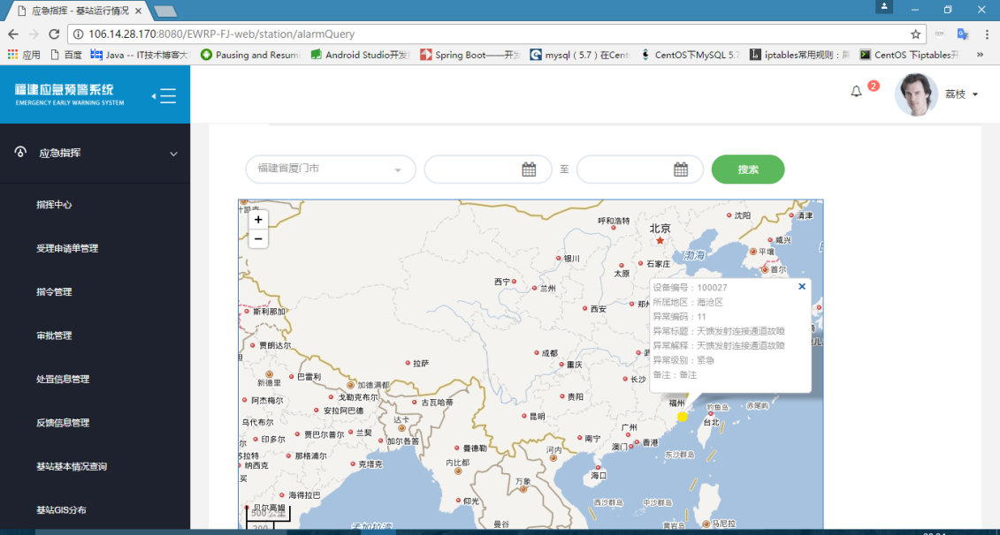 应急指挥 - 基站运行情况
106.14.28.170:8080/EWRP-FJ-web/station/alarmQuery
应用 百度 Java -- IT技术博客大 Pausing and Resumi Android Studio开发 Spring Boot——开发 mysql（5.7）在Cent CentOS下MySQL 5.7 iptables常用规则： CentOS 下iptables开 »
福建应急预警系统
EMERGENCY EARLY WARNING SYSTEM
2
荔枝
应急指挥
指挥中心
受理申请单管理
指令管理
审批管理
处置信息管理
反馈信息管理
基站基本情况查询
基站GIS分布
福建省厦门市 至 搜索
+
−
呼和浩特
沈阳
清津
北京
咸兴
渤海
平壤
银川
石家庄
太原
首尔
西宁
兰州
设备编号：100027
所属地区：海沧区
异常编码：11
异常标题：天馈发射连接通道故障
异常解释：天馈发射连接通道故障
异常级别：紧急
备注：备注
西安
郑州
斯利那加
贾朗达尔
成都
重庆
拉萨
长沙
巴雷利
新德里
加德满都
戈勒克布尔
阿杰梅尔
古瓦哈蒂
贵阳
福州
钓鱼岛
赤尾屿
安拉阿巴德
乌代布尔
达卡
昆明
台北
印多尔
贾巴尔普尔
兰契
加尔各答
广州
南宁
澳门
香港
曼德勒
河内
东沙群岛
那格浦尔
纳西克
克塔克
内比都
海口
万象
海得拉巴
仰光
西沙群岛
中沙群岛
贝尔高姆
500 公里
孟加拉湾
曼谷
黄岩岛
马尼拉